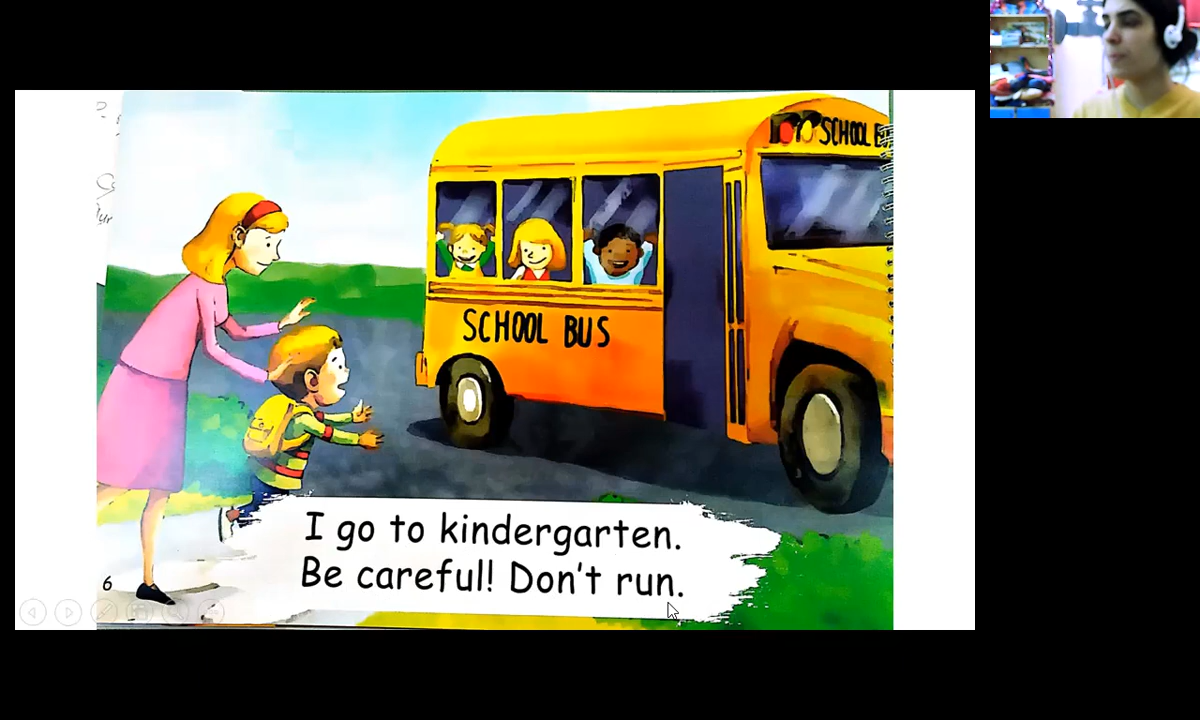 SCHOOL
SCHOOL BUS
I go to kindergarten.
Be careful! Don't run.
6